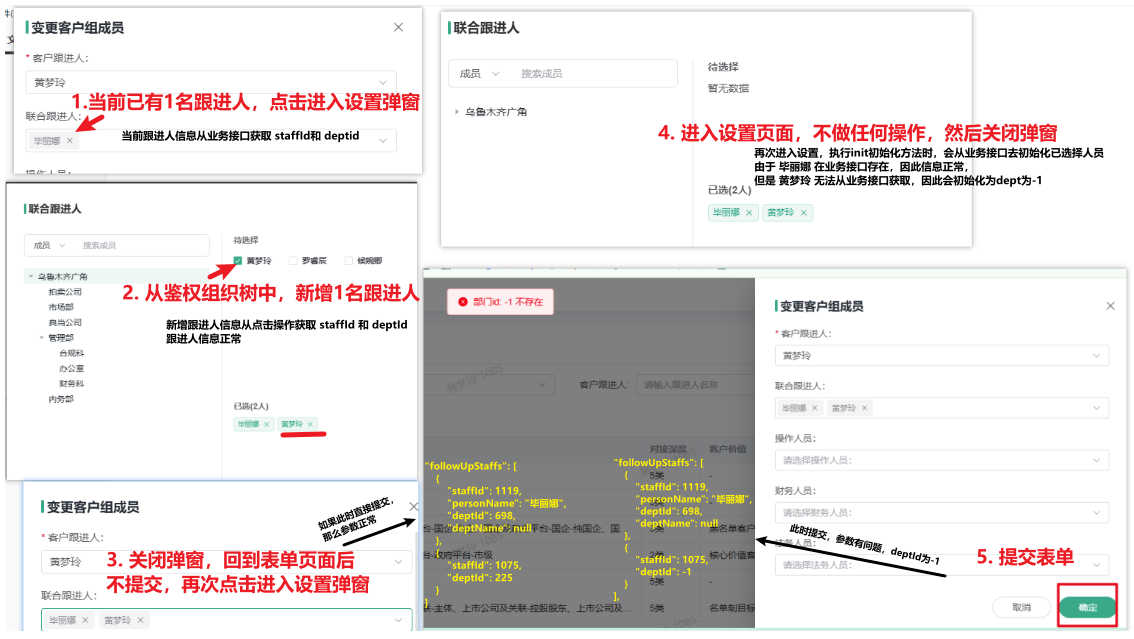 变更客户组成员
* 客户跟进人:
黄梦玲
1.当前已有1名跟进人，点击进入设置弹窗
联合跟进人:
毕丽娜 ×
当前跟进人信息从业务接口获取 staffId和 deptid
联合跟进人
成员 搜索成员
待选择
暂无数据
乌鲁木齐广角
4. 进入设置页面，不做任何操作，然后关闭弹窗
再次进入设置，执行init初始化方法时，会从业务接口去初始化已选择人员
由于 毕丽娜 在业务接口存在，因此信息正常，
但是 黄梦玲 无法从业务接口获取，因此会初始化为dept为-1
已选(2人)
毕丽娜 × 黄梦玲 ×
联合跟进人
成员 搜索成员
待选择
黄梦玲 罗睿辰 候婉卿
乌鲁木齐广角
拍卖公司
市场部
典当公司
管理部
合规科
办公室
财务科
内务部
2. 从鉴权组织树中，新增1名跟进人
新增跟进人信息从点击操作获取 staffId 和 deptId
跟进人信息正常
已选(2人)
毕丽娜 × 黄梦玲 ×
变更客户组成员
* 客户跟进人:
黄梦玲
3. 关闭弹窗，回到表单页面后
不提交，再次点击进入设置弹窗
联合跟进人:
毕丽娜 × 黄梦玲 ×
如果此时直接提交，
那么参数正常
部门id: -1 不存在
黄梦玲 1085
客户跟进人: 请输入跟进人名称
对接深度 客户价值
"followUpStaffs": [
{
"staffId": 1119,
"personName": "毕丽娜",
"deptId": 698,
"deptName": null
},
{
"staffId": 1075,
"deptId": 225
}
]
"followUpStaffs": [
{
"staffId": 1119,
"personName": "毕丽娜",
"deptId": 698,
"deptName": null
},
{
"staffId": 1075,
"deptId": -1
}
],
5类
核心价值客
主体、上市公司及关联-控股股东、上市公司及... 5类 名单制目标
变更客户组成员
* 客户跟进人:
黄梦玲
联合跟进人:
毕丽娜 × 黄梦玲 ×
操作人员:
请选择操作人员:
财务人员:
请选择财务人员:
此时提交，参数有问题，deptId为-1
请选择法务人员:
5. 提交表单
取消 确定